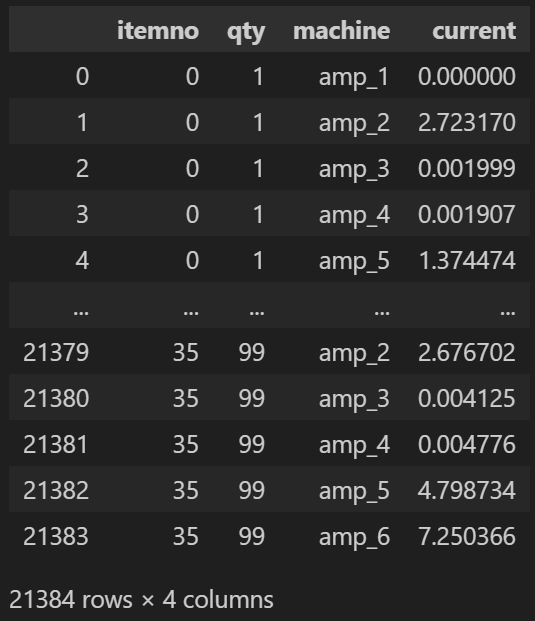 itemno qty machine current
0 0 1 amp_1 0.000000
1 0 1 amp_2 2.723170
2 0 1 amp_3 0.001999
3 0 1 amp_4 0.001907
4 0 1 amp_5 1.374474
... ... ... ... ...
21379 35 99 amp_2 2.676702
21380 35 99 amp_3 0.004125
21381 35 99 amp_4 0.004776
21382 35 99 amp_5 4.798734
21383 35 99 amp_6 7.250366
21384 rows × 4 columns